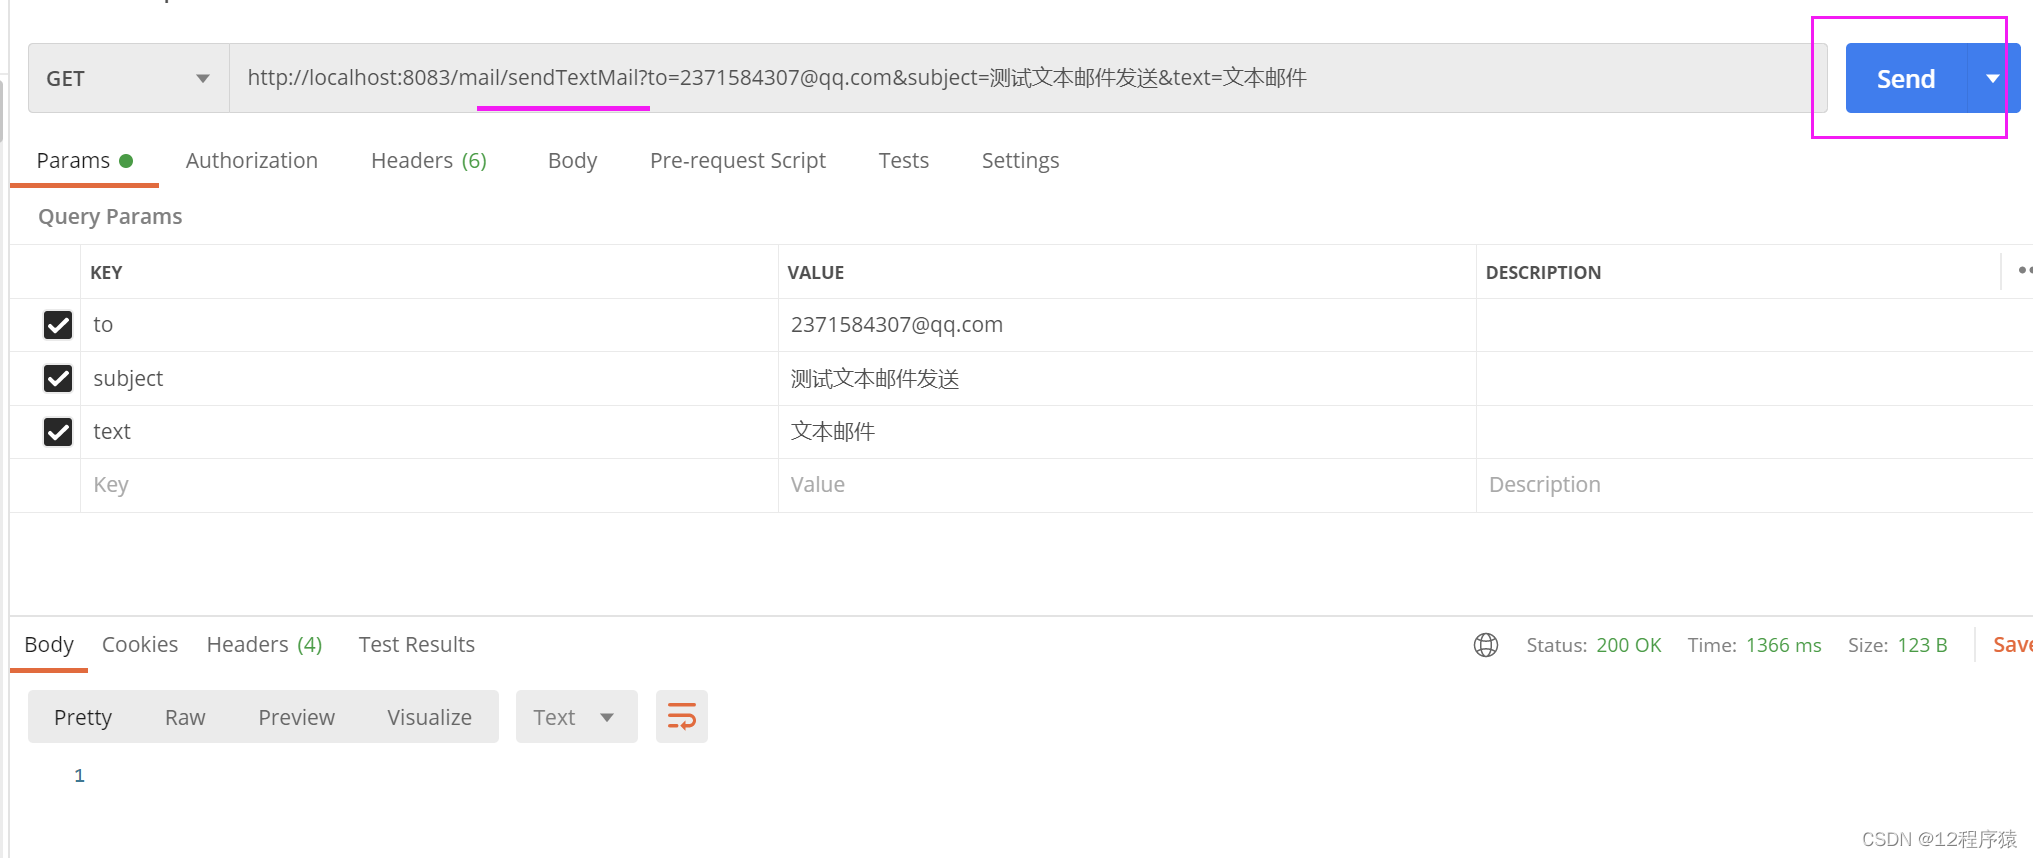 GET
http://localhost:8083/mail/sendTextMail?to=2371584307@qq.com&subject=测试文本邮件发送&text=文本邮件
Send
Params Authorization Headers (6) Body Pre-request Script Tests Settings
Query Params
KEY VALUE DESCRIPTION
to 2371584307@qq.com
subject 测试文本邮件发送
text 文本邮件
Key Value Description
Body Cookies Headers (4) Test Results Status: 200 OK Time: 1366 ms Size: 123 B Save
Pretty Raw Preview Visualize Text
1
CSDN @12程序猿